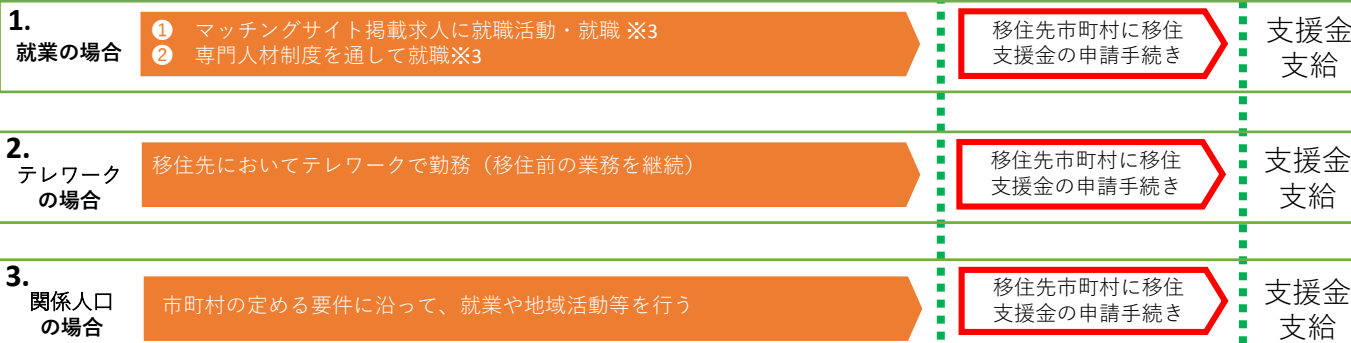 1.
就業の場合
❶ マッチングサイト掲載求人に就職活動・就職 ※3
❷ 専門人材制度を通して就職※3
移住先市町村に移住
支援金の申請手続き
支援金
支給
2.
テレワーク
の場合
移住先においてテレワークで勤務（移住前の業務を継続）
移住先市町村に移住
支援金の申請手続き
支援金
支給
3.
関係人口
の場合
市町村の定める要件に沿って、就業や地域活動等を行う
移住先市町村に移住
支援金の申請手続き
支援金
支給